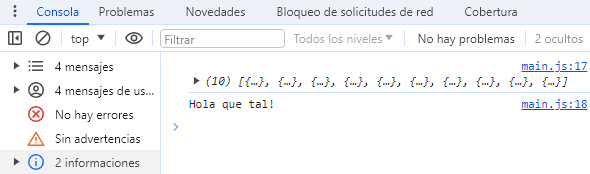 Consola Problemas Novedades Bloqueo de solicitudes de red Cobertura
top Filtrar Todos los niveles No hay problemas 2 ocultos
4 mensajes
4 mensajes de us...
No hay errores
Sin advertencias
2 informaciones
main.js:17
(10) [{…}, {…}, {…}, {…}, {…}, {…}, {…}, {…}, {…}, {…}]
Hola que tal! main.js:18